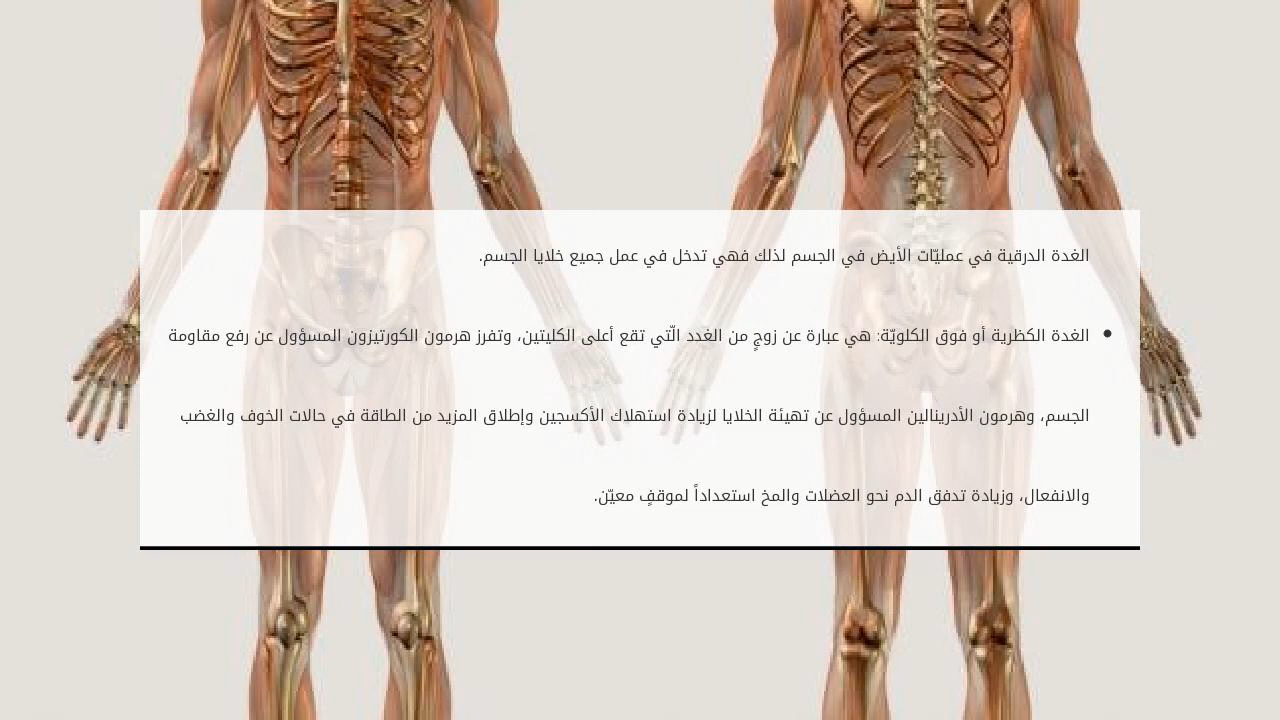 الغدة الدرقية في عمليّات الأيض في الجسم لذلك فهي تدخل في عمل جميع خلايا الجسم.
• الغدة الكظرية أو فوق الكلويّة: هي عبارة عن زوجٍ من الغدد الّتي تقع أعلى الكليتين، وتفرز هرمون الكورتيزون المسؤول عن رفع مقاومة
الجسم، وهرمون الأدرينالين المسؤول عن تهيئة الخلايا لزيادة استهلاك الأكسجين وإطلاق المزيد من الطاقة في حالات الخوف والغضب
والانفعال، وزيادة تدفق الدم نحو العضلات والمخ استعداداً لموقفٍ معيّن.